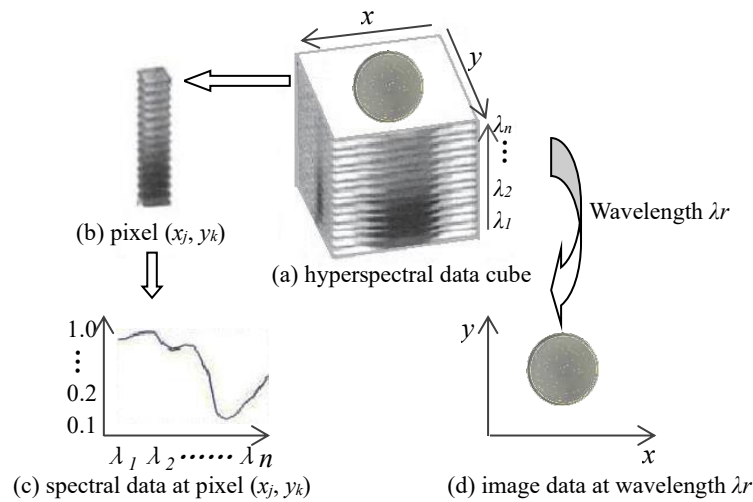 x
y
λn
⋮
λ2
λ1
Wavelength λr
(b) pixel (xj, yk)
(a) hyperspectral data cube
1.0
⋮
0.2
0.1
λ1 λ2 ······ λn
(c) spectral data at pixel (xj, yk)
y
x
(d) image data at wavelength λr